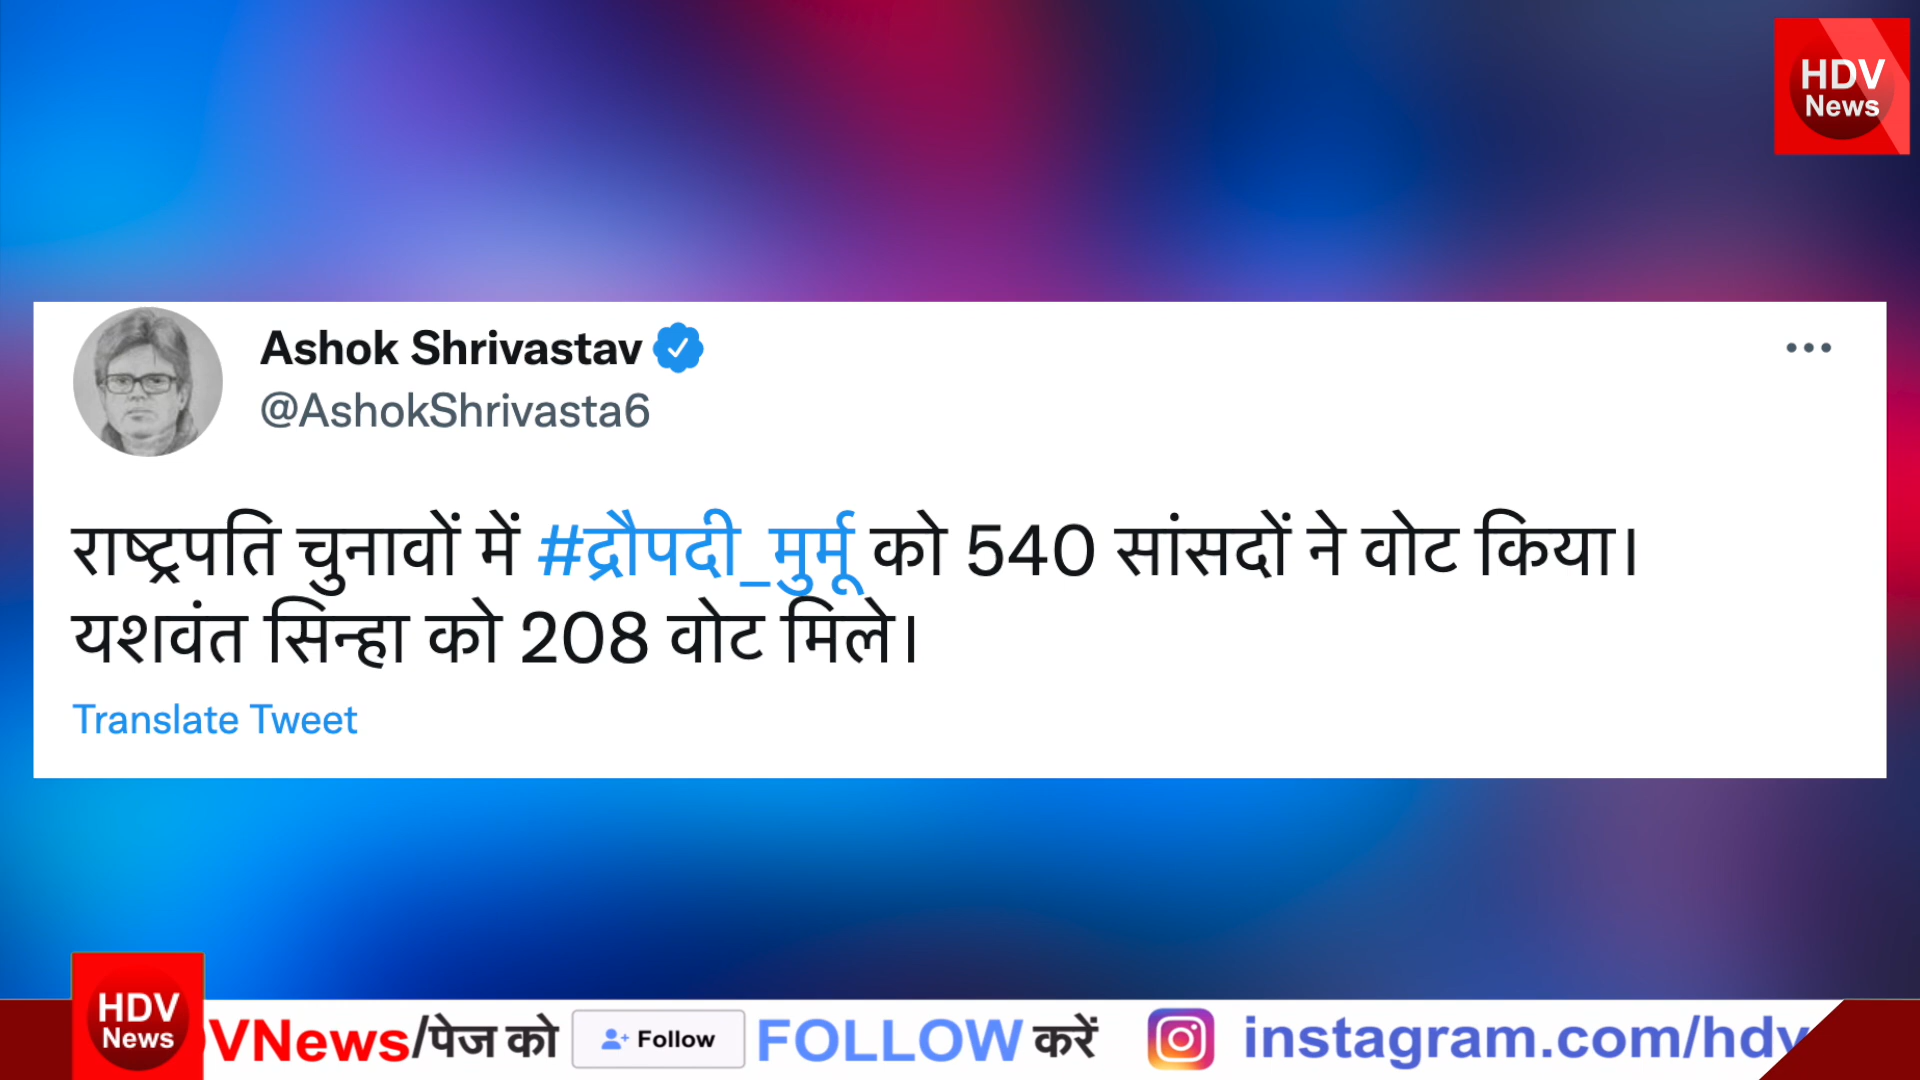 HDV
News
Ashok Shrivastav
@AshokShrivasta6
राष्ट्रपति चुनावों में #द्रौपदी_मुर्मू को 540 सांसदों ने वोट किया।
यशवंत सिन्हा को 208 वोट मिले।
Translate Tweet
HDV
News
VNews/पेज को Follow FOLLOW करें instagram.com/hdv